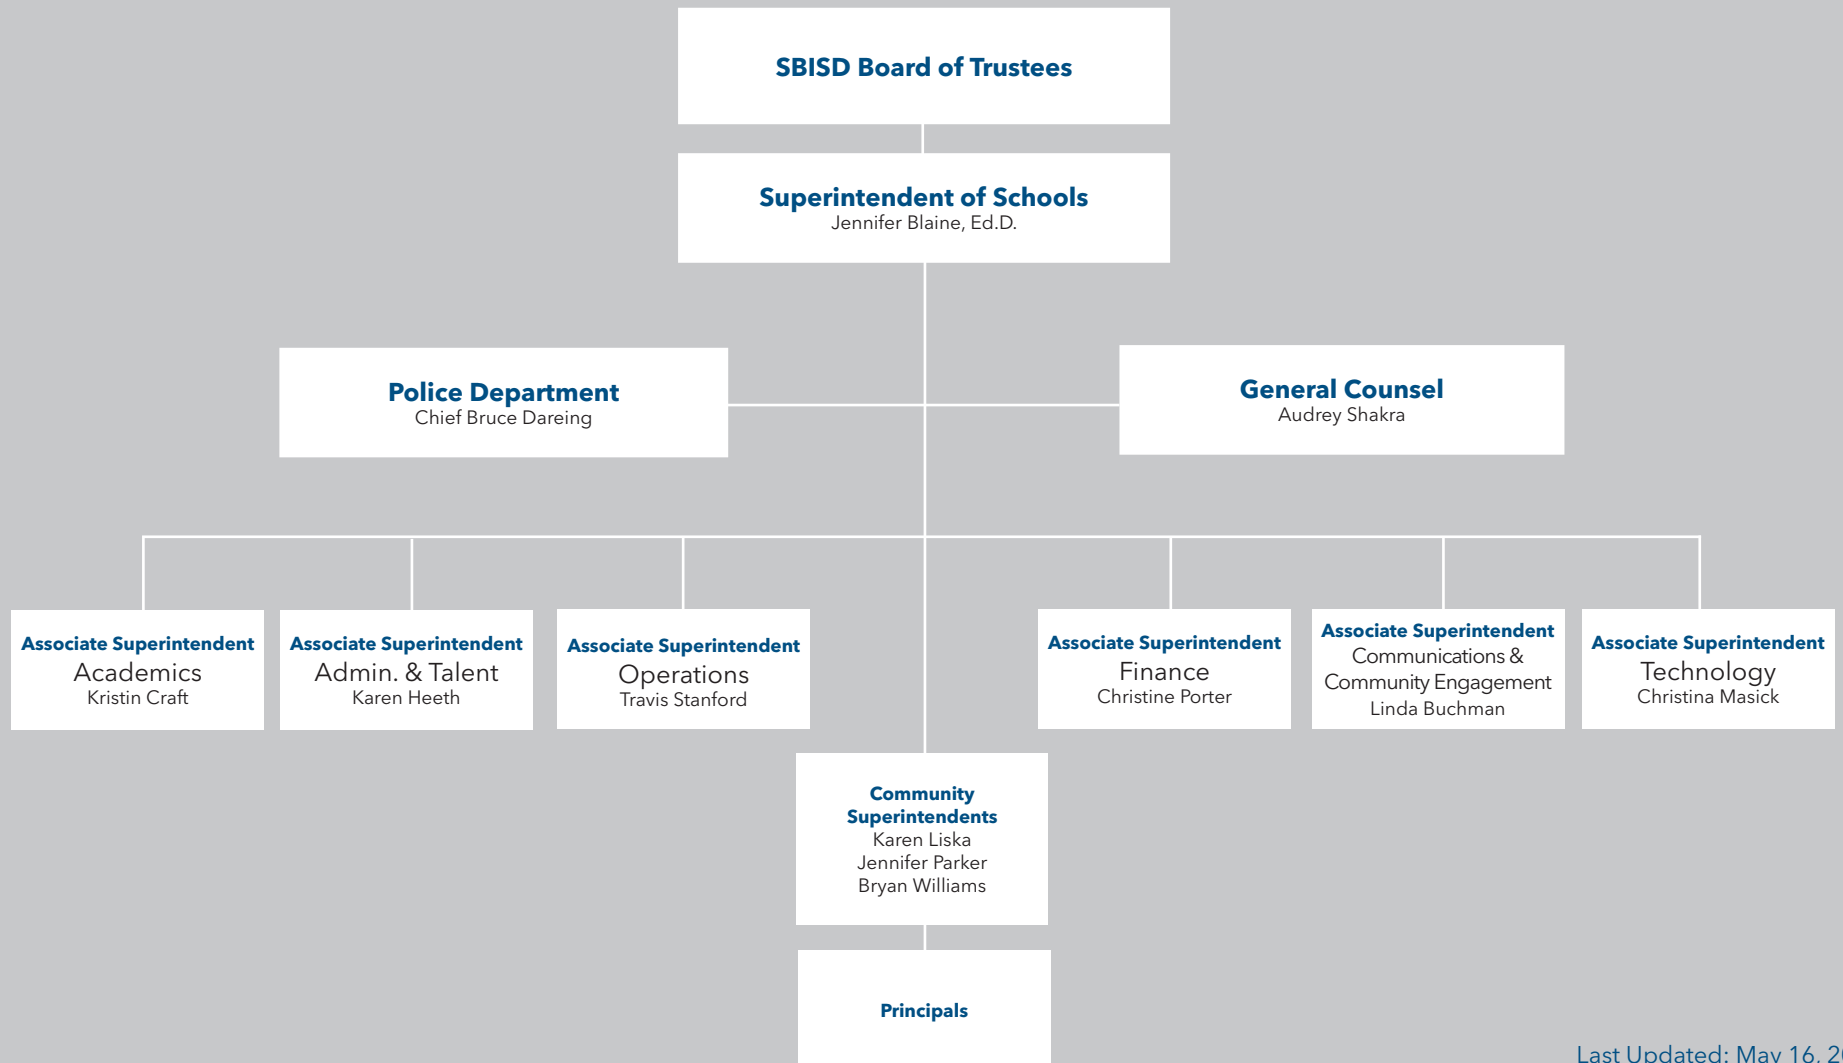 SBISD Board of Trustees
Superintendent of Schools
Jennifer Blaine, Ed.D.
Police Department
Chief Bruce Dareing
General Counsel
Audrey Shakra
Associate Superintendent
Academics
Kristin Craft
Associate Superintendent
Admin. & Talent
Karen Heeth
Associate Superintendent
Operations
Travis Stanford
Associate Superintendent
Finance
Christine Porter
Associate Superintendent
Communications &
Community Engagement
Linda Buchman
Associate Superintendent
Technology
Christina Masick
Community
Superintendents
Karen Liska
Jennifer Parker
Bryan Williams
Principals
Last Updated: May 16,